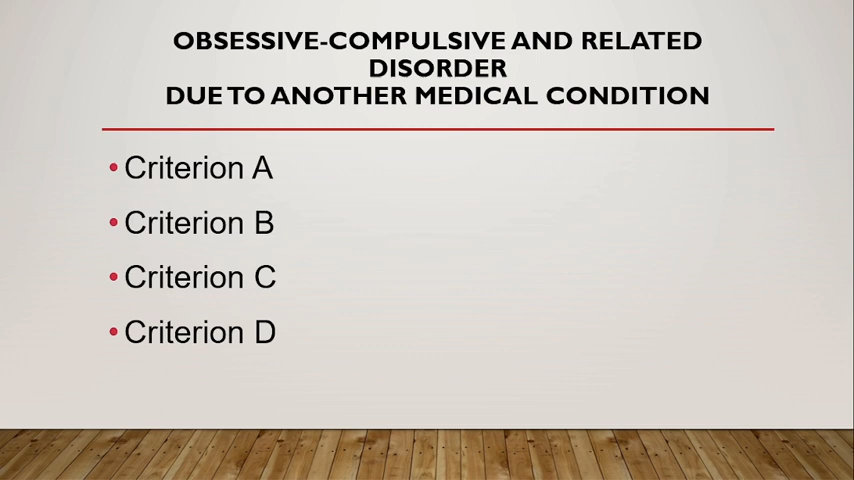 OBSESSIVE-COMPULSIVE AND RELATED
DISORDER
DUE TO ANOTHER MEDICAL CONDITION
• Criterion A
• Criterion B
• Criterion C
• Criterion D